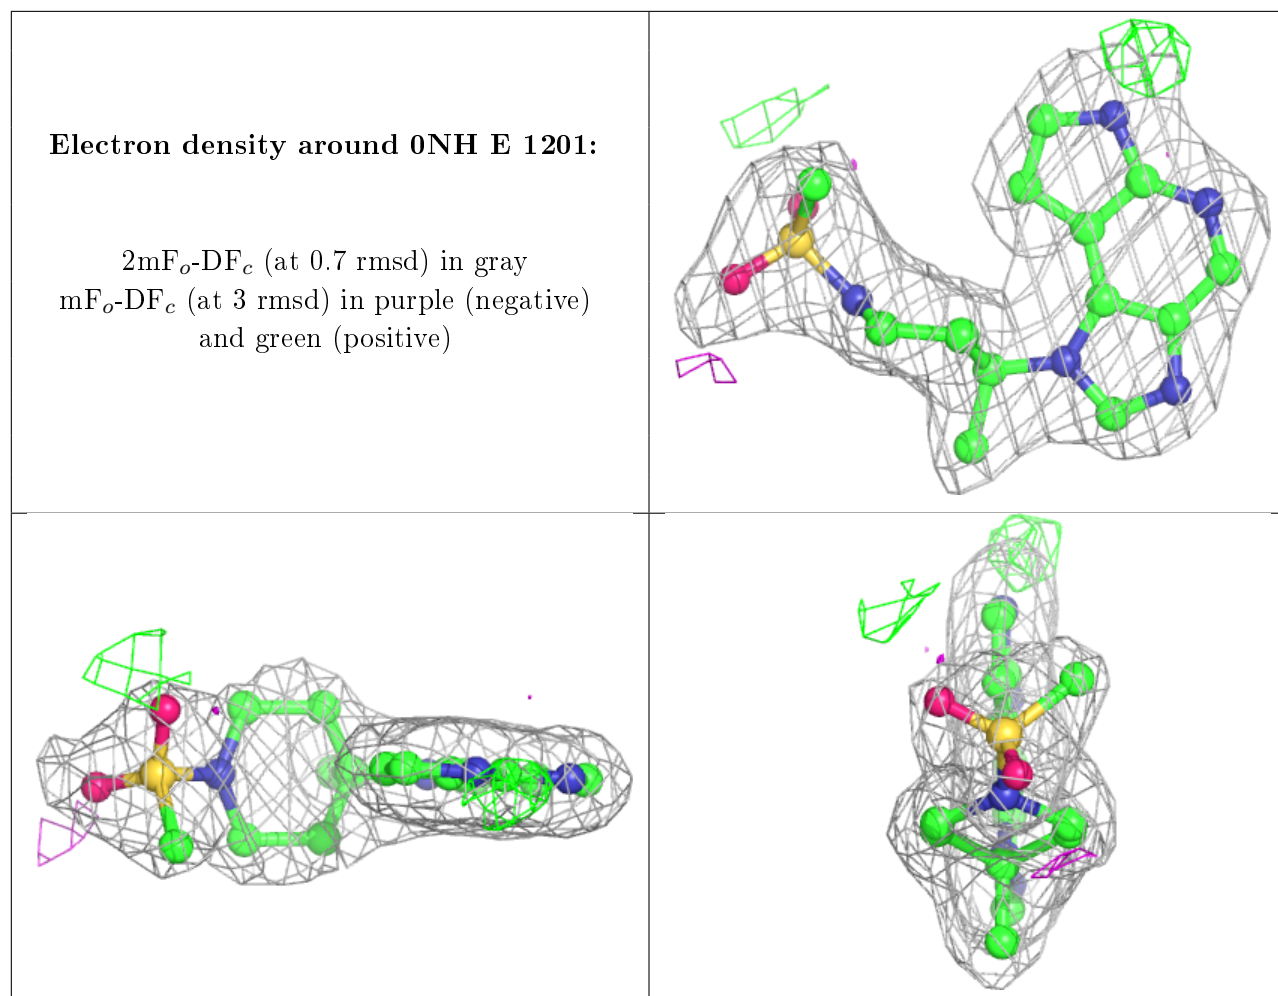 Electron density around 0NH E 1201:
2mFo-DFc (at 0.7 rmsd) in gray
mFo-DFc (at 3 rmsd) in purple (negative)
and green (positive)